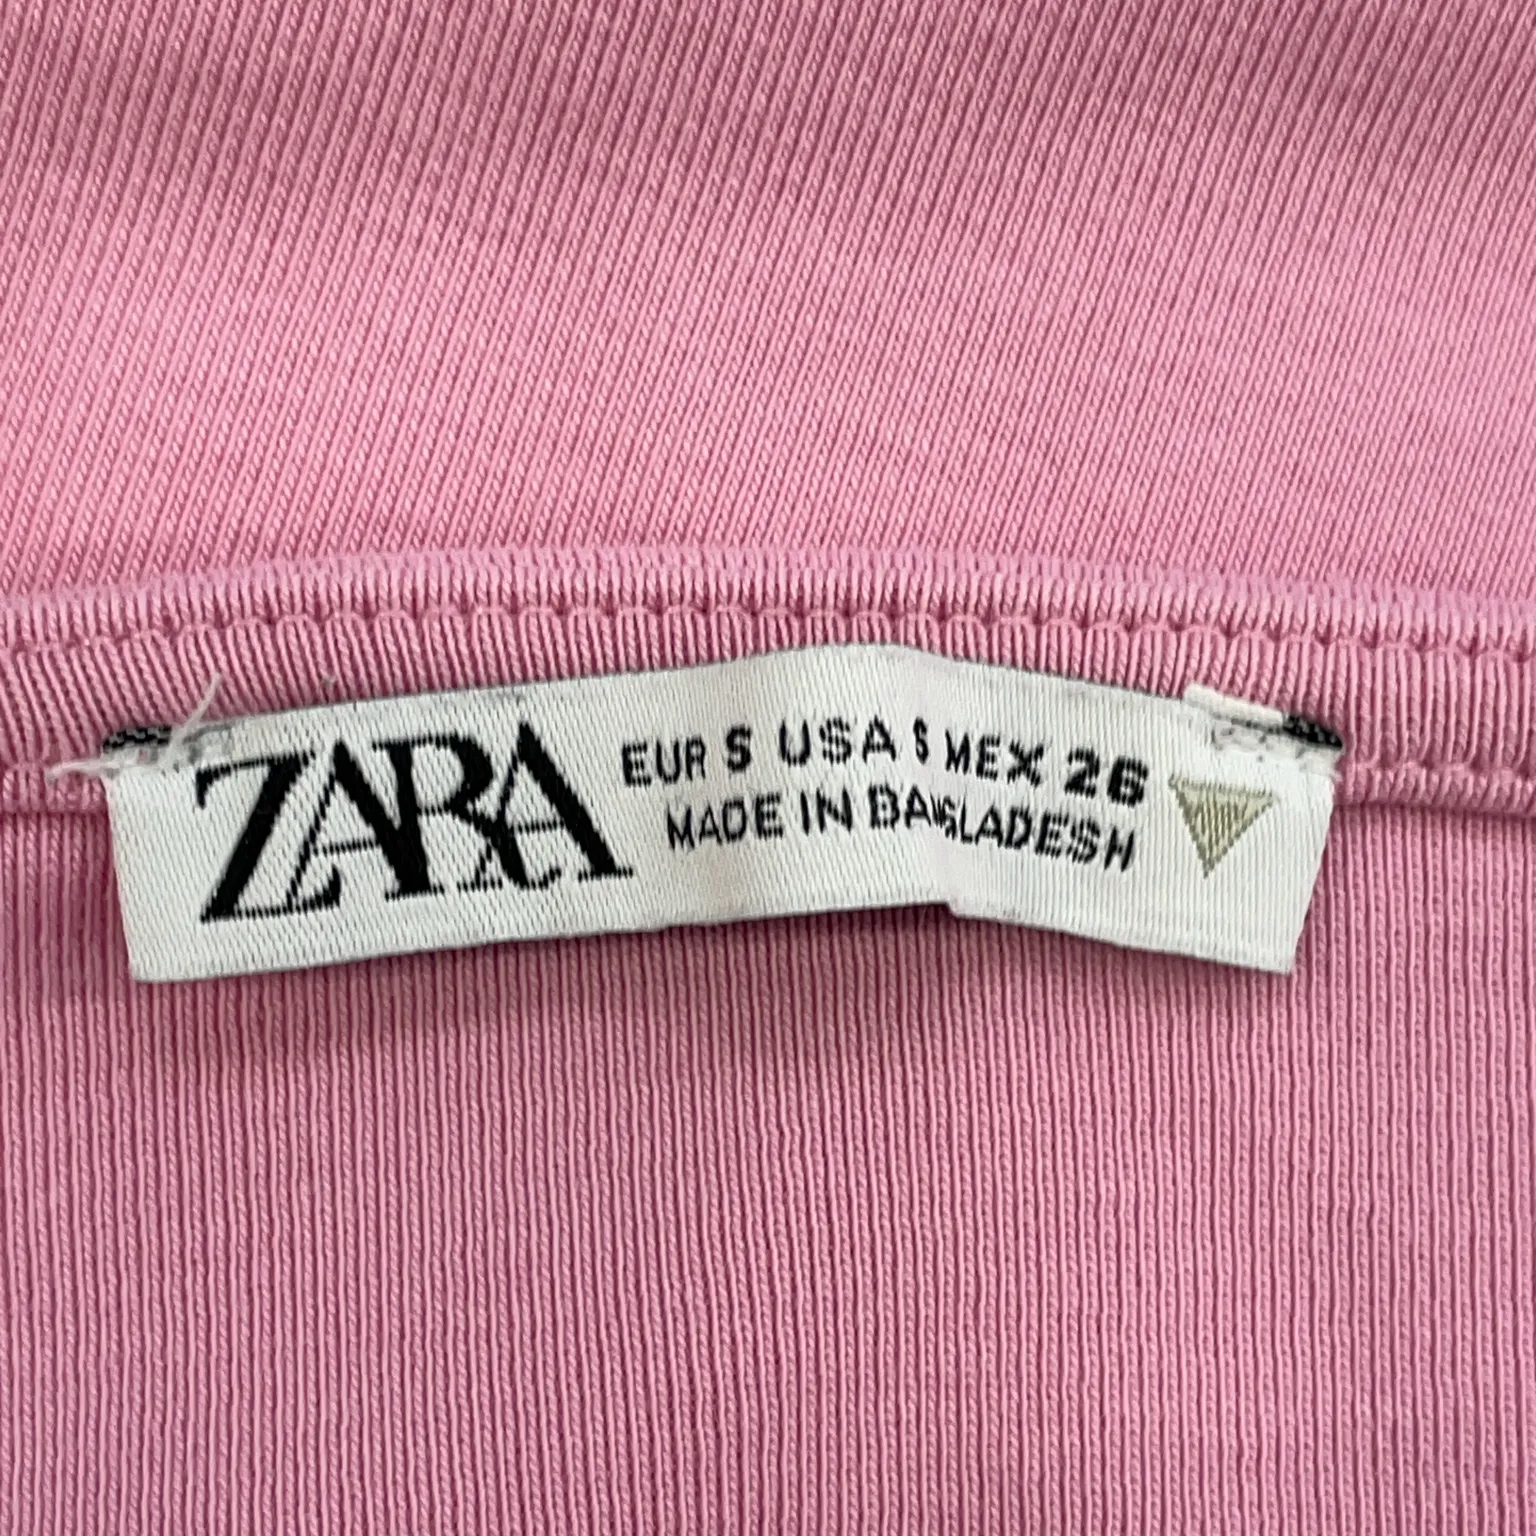 ZARA
EUR S USA S MEX 26
MADE IN BANGLADESH